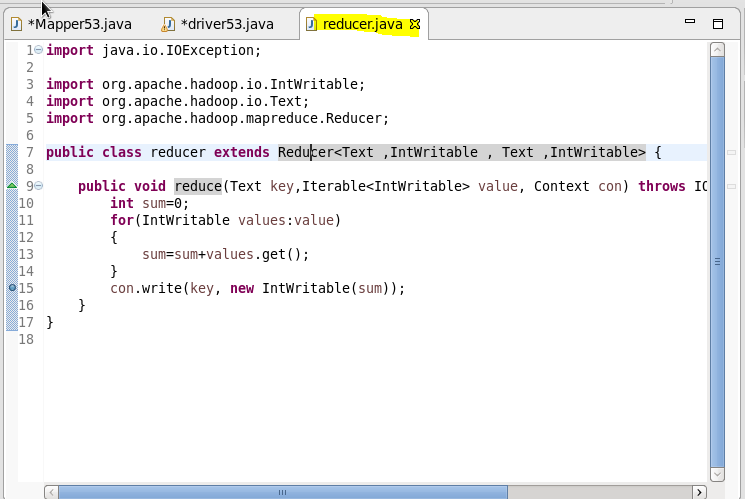 *Mapper53.java *driver53.java reducer.java
1 import java.io.IOException;
2
3 import org.apache.hadoop.io.IntWritable;
4 import org.apache.hadoop.io.Text;
5 import org.apache.hadoop.mapreduce.Reducer;
6
7 public class reducer extends Reducer<Text ,IntWritable , Text ,IntWritable> {
8
9 public void reduce(Text key,Iterable<IntWritable> value, Context con) throws IO
10 int sum=0;
11 for(IntWritable values:value)
12 {
13 sum=sum+values.get();
14 }
15 con.write(key, new IntWritable(sum));
16 }
17 }
18